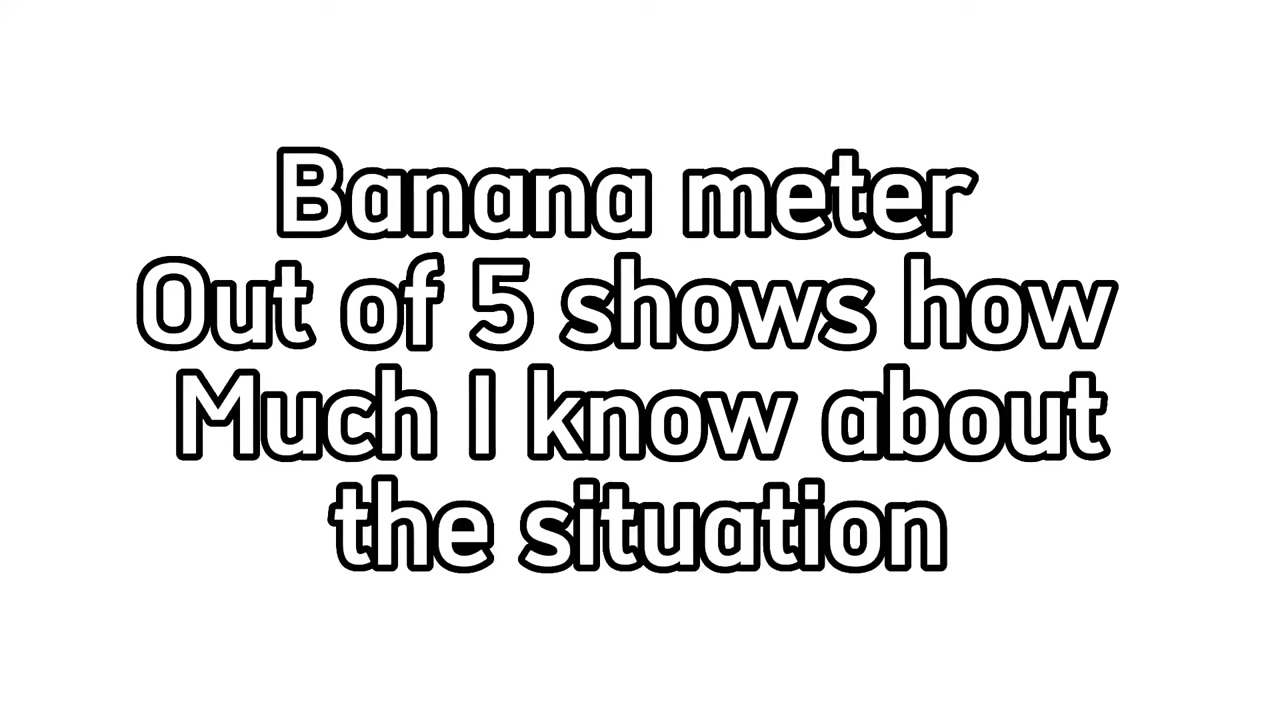 Banana meter
Out of 5 shows how
Much I know about
the situation